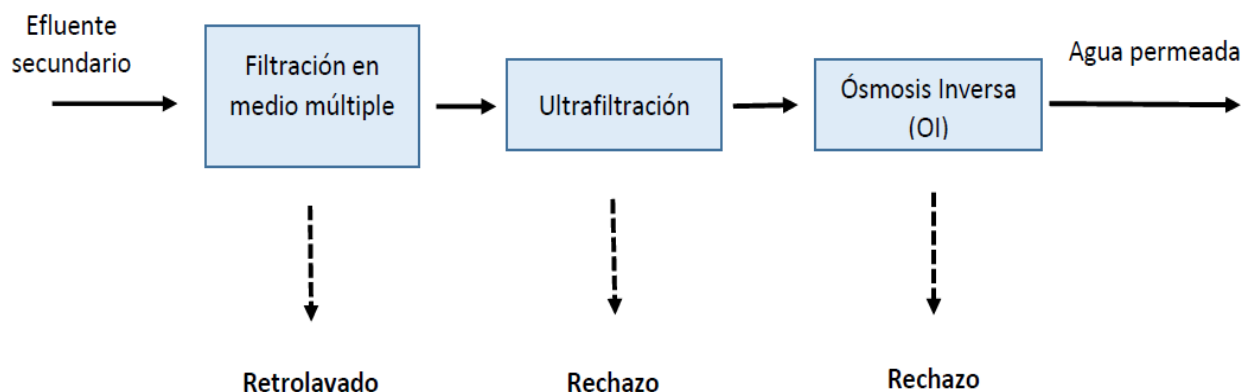 Efluente
secundario
Filtración en
medio múltiple
Ultrafiltración
Ósmosis Inversa
(OI)
Agua permeada
Retrolavado
Rechazo
Rechazo